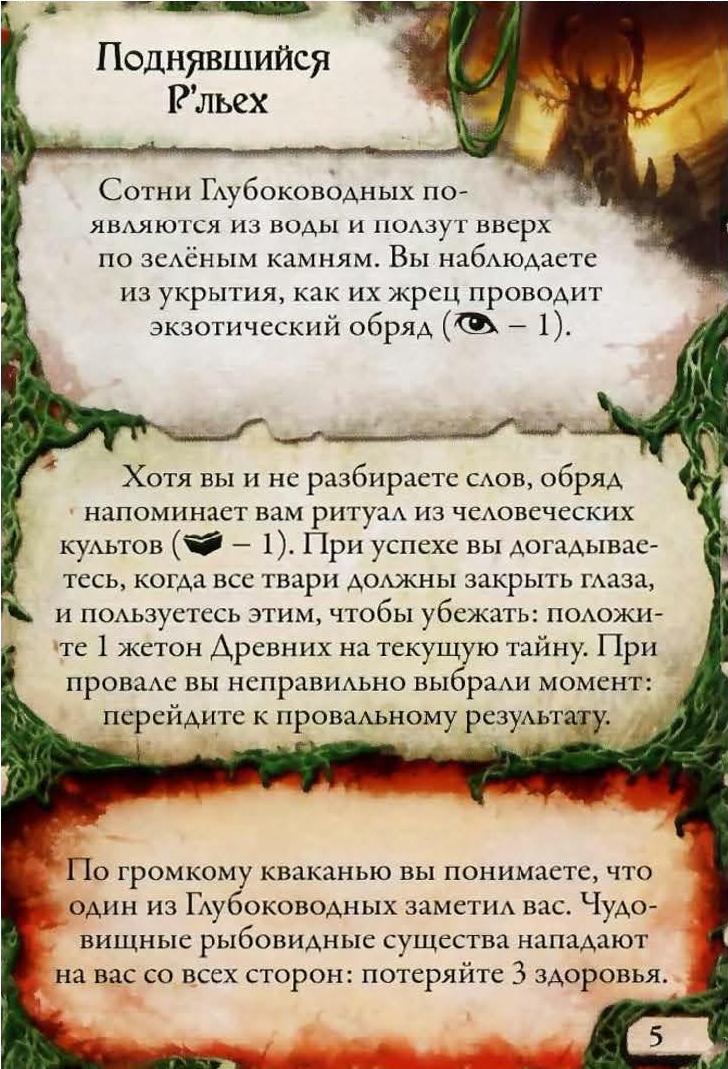 Поднявшийся
Р’льех
Сотни Глубоководных по-
являются из воды и ползут вверх
по зелёным камням. Вы наблюдаете
из укрытия, как их жрец проводит
экзотический обряд ( – 1).
Хотя вы и не разбираете слов, обряд
напоминает вам ритуал из человеческих
культов ( – 1). При успехе вы догадывае-
тесь, когда все твари должны закрыть глаза,
и пользуетесь этим, чтобы убежать: положи-
те 1 жетон Древних на текущую тайну. При
провале вы неправильно выбрали момент:
перейдите к провальному результату.
По громкому кваканью вы понимаете, что
один из Глубоководных заметил вас. Чудо-
вищные рыбовидные существа нападают
на вас со всех сторон: потеряйте 3 здоровья.
5